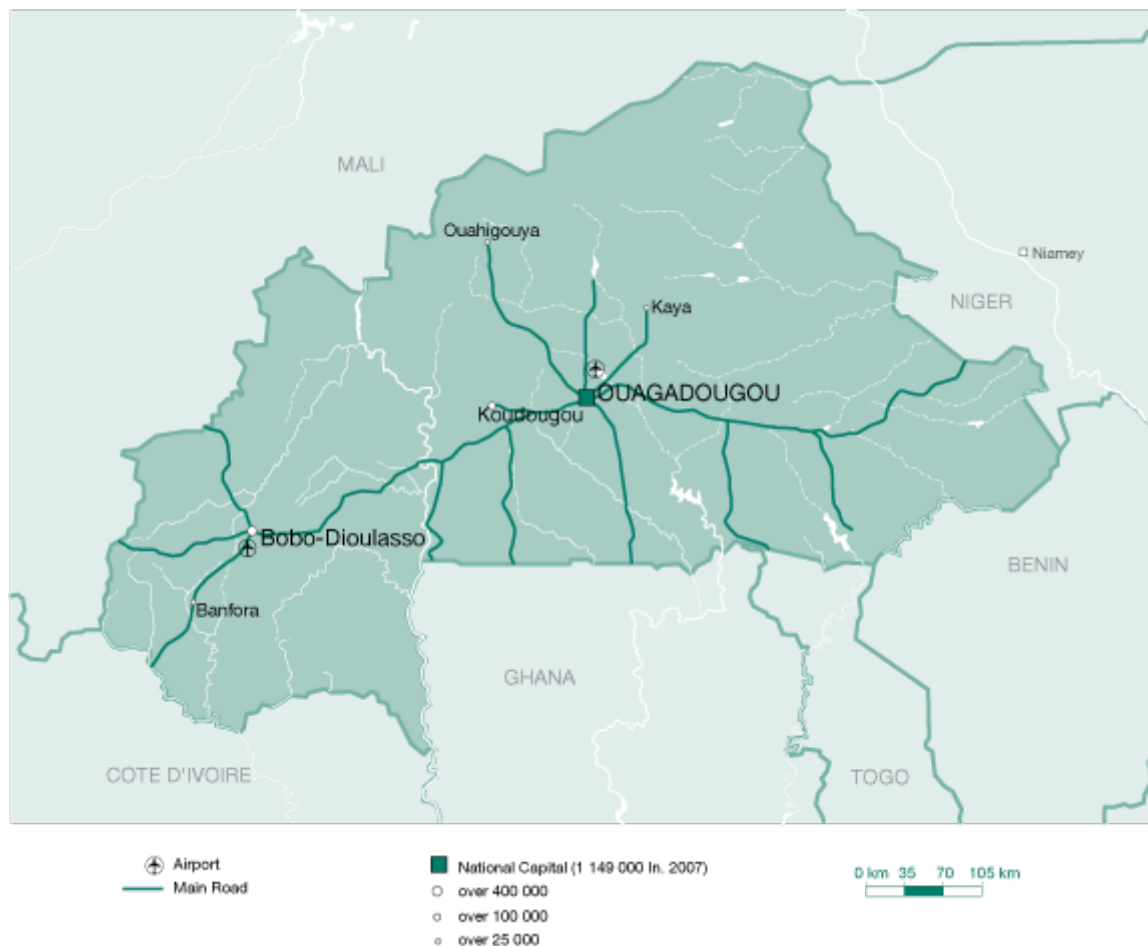 MALI
Ouahigouya
Niamey
NIGER
Kaya
OUAGADOUGOU
Koudougou
Bobo-Dioulasso
BENIN
Banfora
GHANA
COTE D'IVOIRE
TOGO
Airport
Main Road
National Capital (1 149 000 In. 2007)
over 400 000
over 100 000
over 25 000
0 km 35 70 105 km